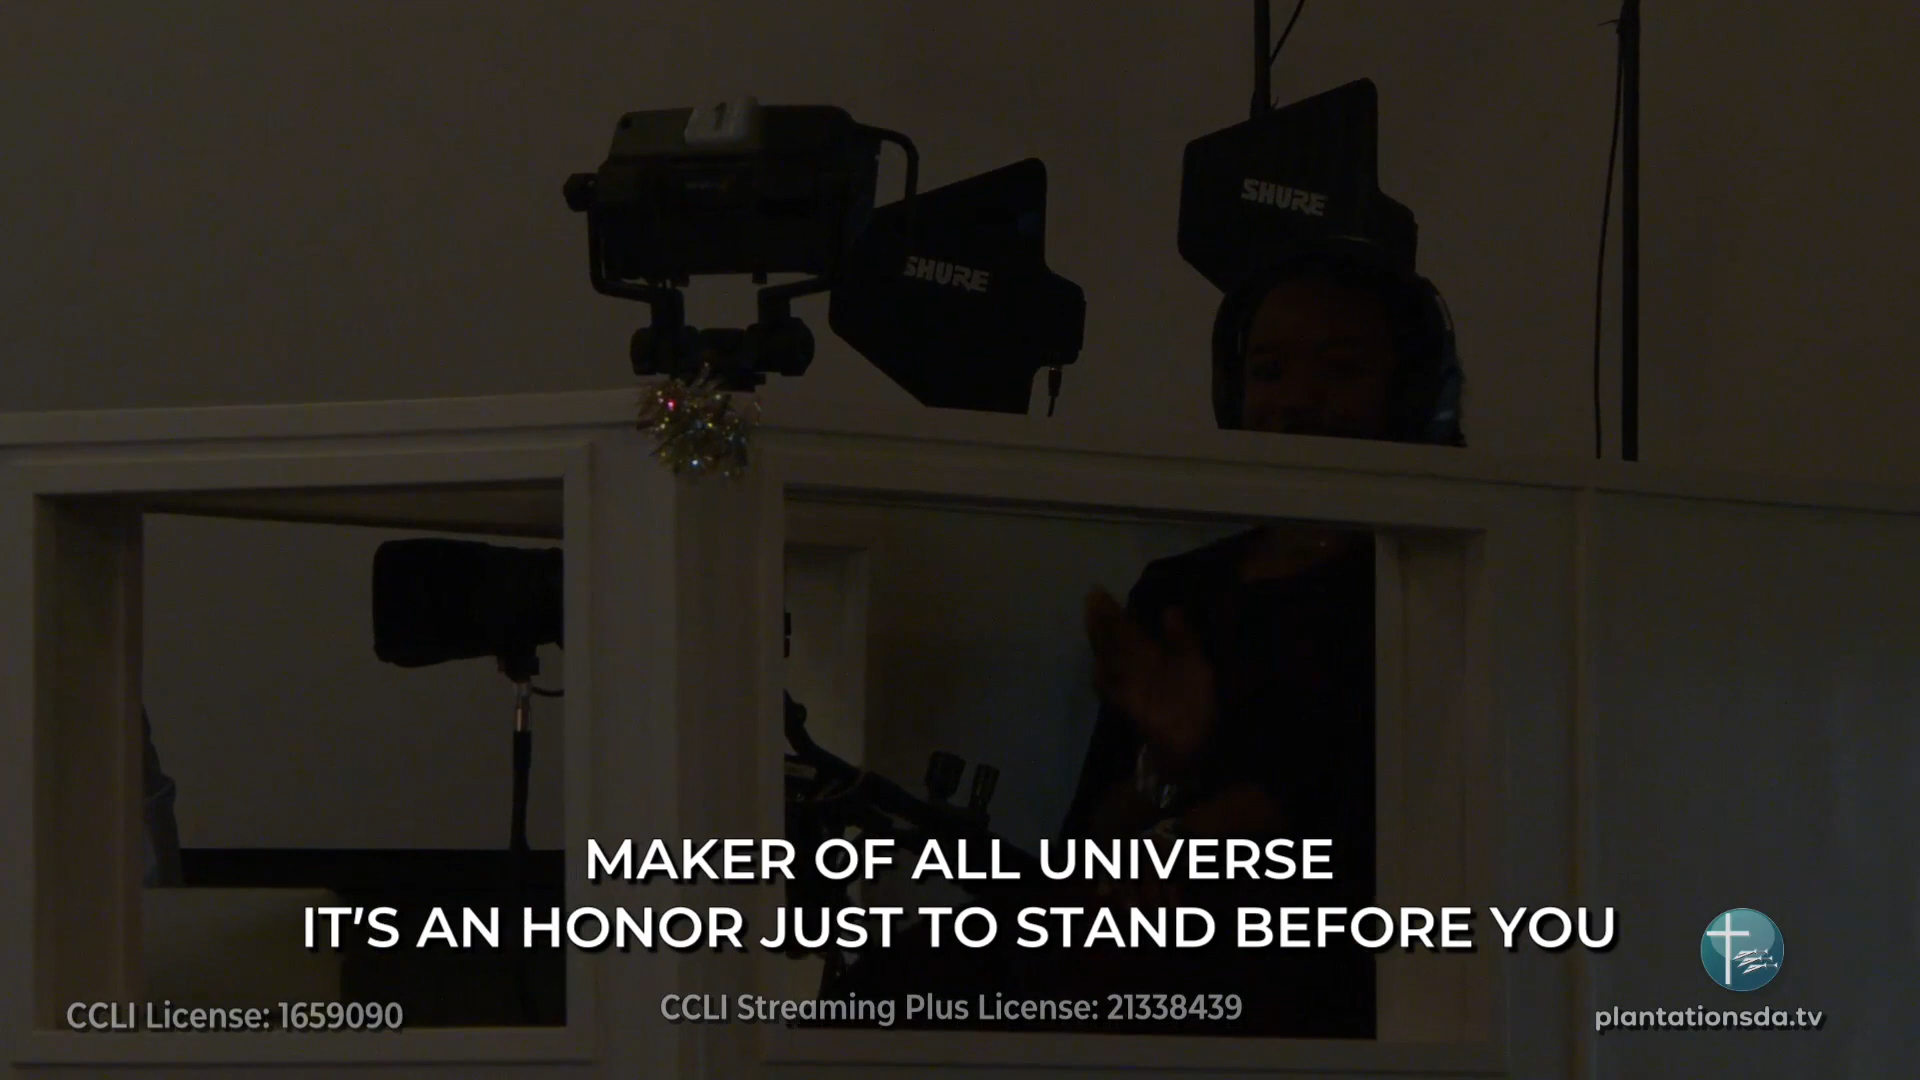 1
SHURE
SHURE
MAKER OF ALL UNIVERSE
IT'S AN HONOR JUST TO STAND BEFORE YOU
CCLI License: 1659090
CCLI Streaming Plus License: 21338439
plantationsda.tv